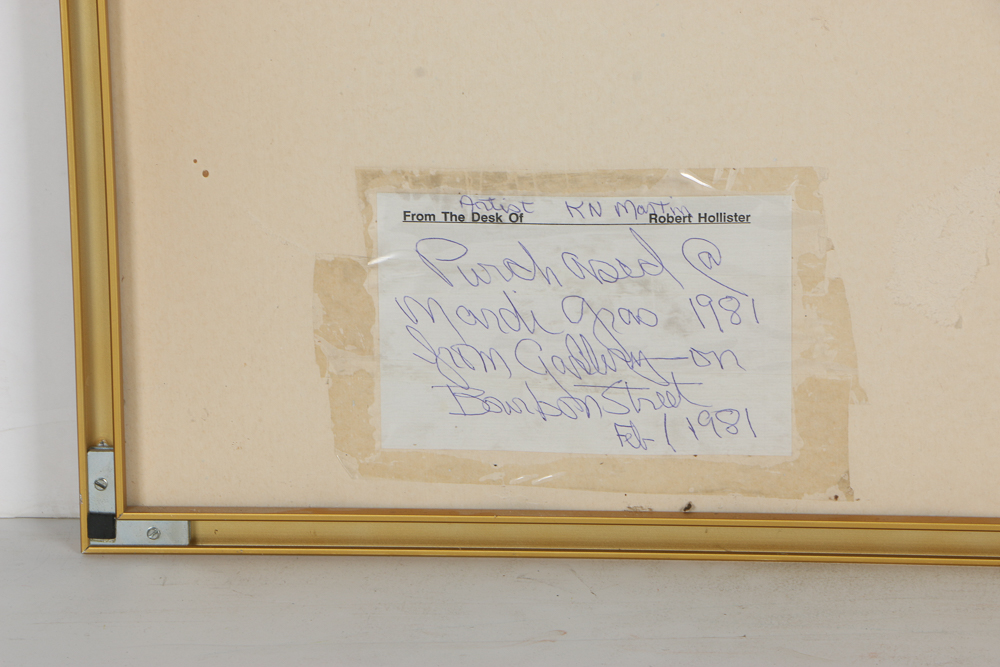 Artist KN Martin
From The Desk Of Robert Hollister
Purchased @
Mardi Gras 1981
from Gallery—on
Bourbon Street
Feb / 1981